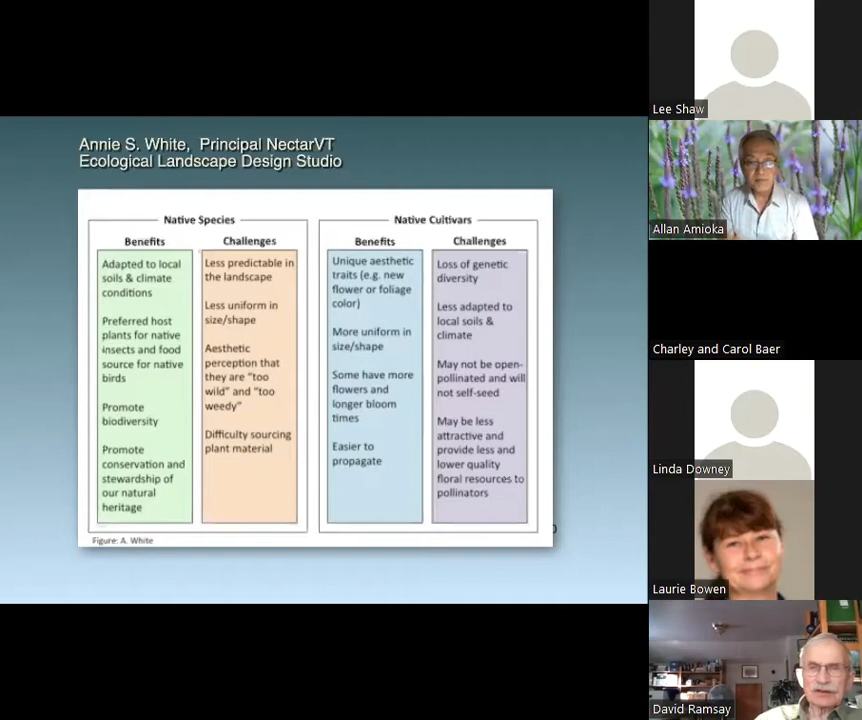 Annie S. White, Principal NectarVT
Ecological Landscape Design Studio
Native Species
Benefits
Adapted to local
soils & climate
conditions
Preferred host
plants for native
insects and food
source for native
birds
Promote
biodiversity
Promote
conservation and
stewardship of
our natural
heritage
Challenges
Less predictable in
the landscape
Less uniform in
size/shape
Aesthetic
perception that
they are "too
wild" and "too
weedy"
Difficulty sourcing
plant material
Native Cultivars
Benefits
Unique aesthetic
traits (e.g. new
flower or foliage
color)
More uniform in
size/shape
Some have more
flowers and
longer bloom
times
Easier to
propagate
Challenges
Loss of genetic
diversity
Less adapted to
local soils &
climate
May not be open-
pollinated and will
not self-seed
May be less
attractive and
provide less and
lower quality
floral resources to
pollinators
Figure: A. White
Lee Shaw
Allan Amioka
Charley and Carol Baer
Linda Downey
Laurie Bowen
David Ramsay